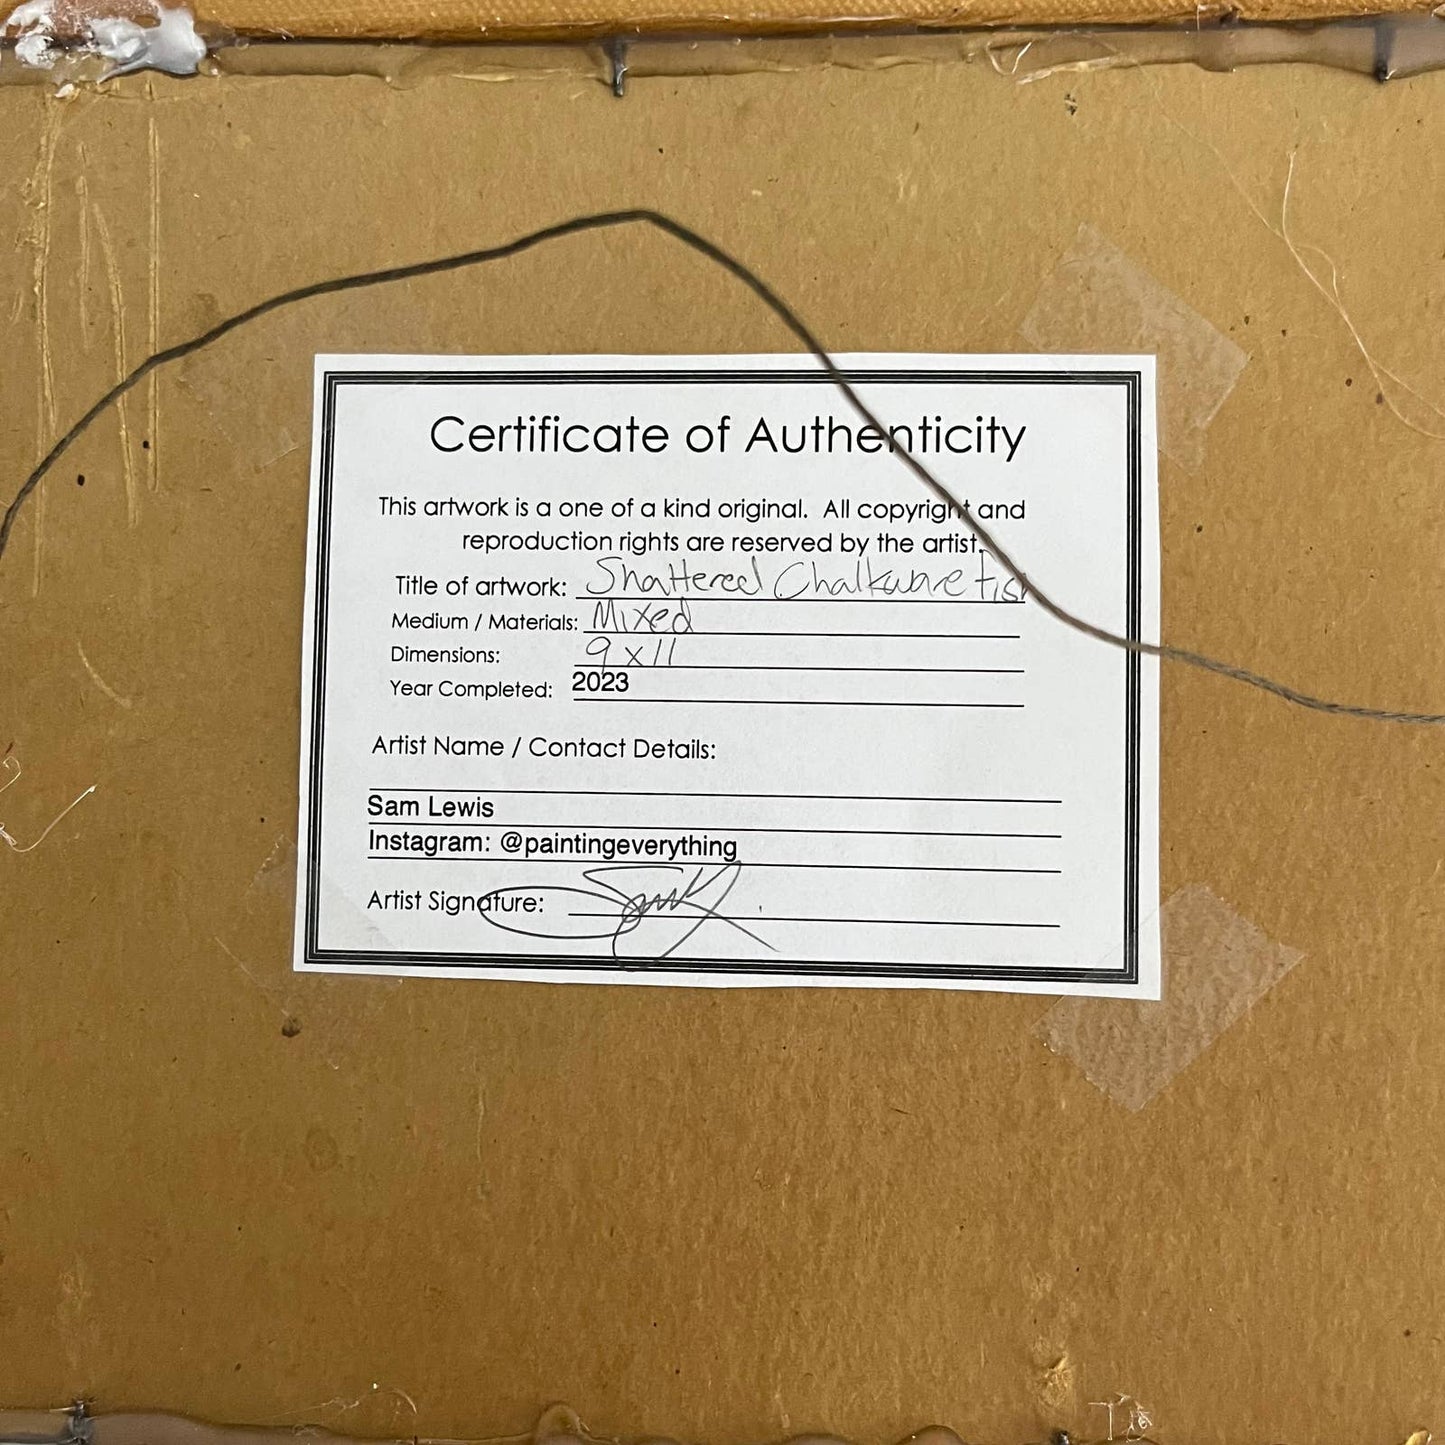 Certificate of Authenticity
This artwork is a one of a kind original. All copyright and
reproduction rights are reserved by the artist.
Title of artwork: Shattered Chalkware Fish
Medium / Materials: Mixed
Dimensions: 9 x 11
Year Completed: 2023
Artist Name / Contact Details:
Sam Lewis
Instagram: @paintingeverything
Artist Signature: